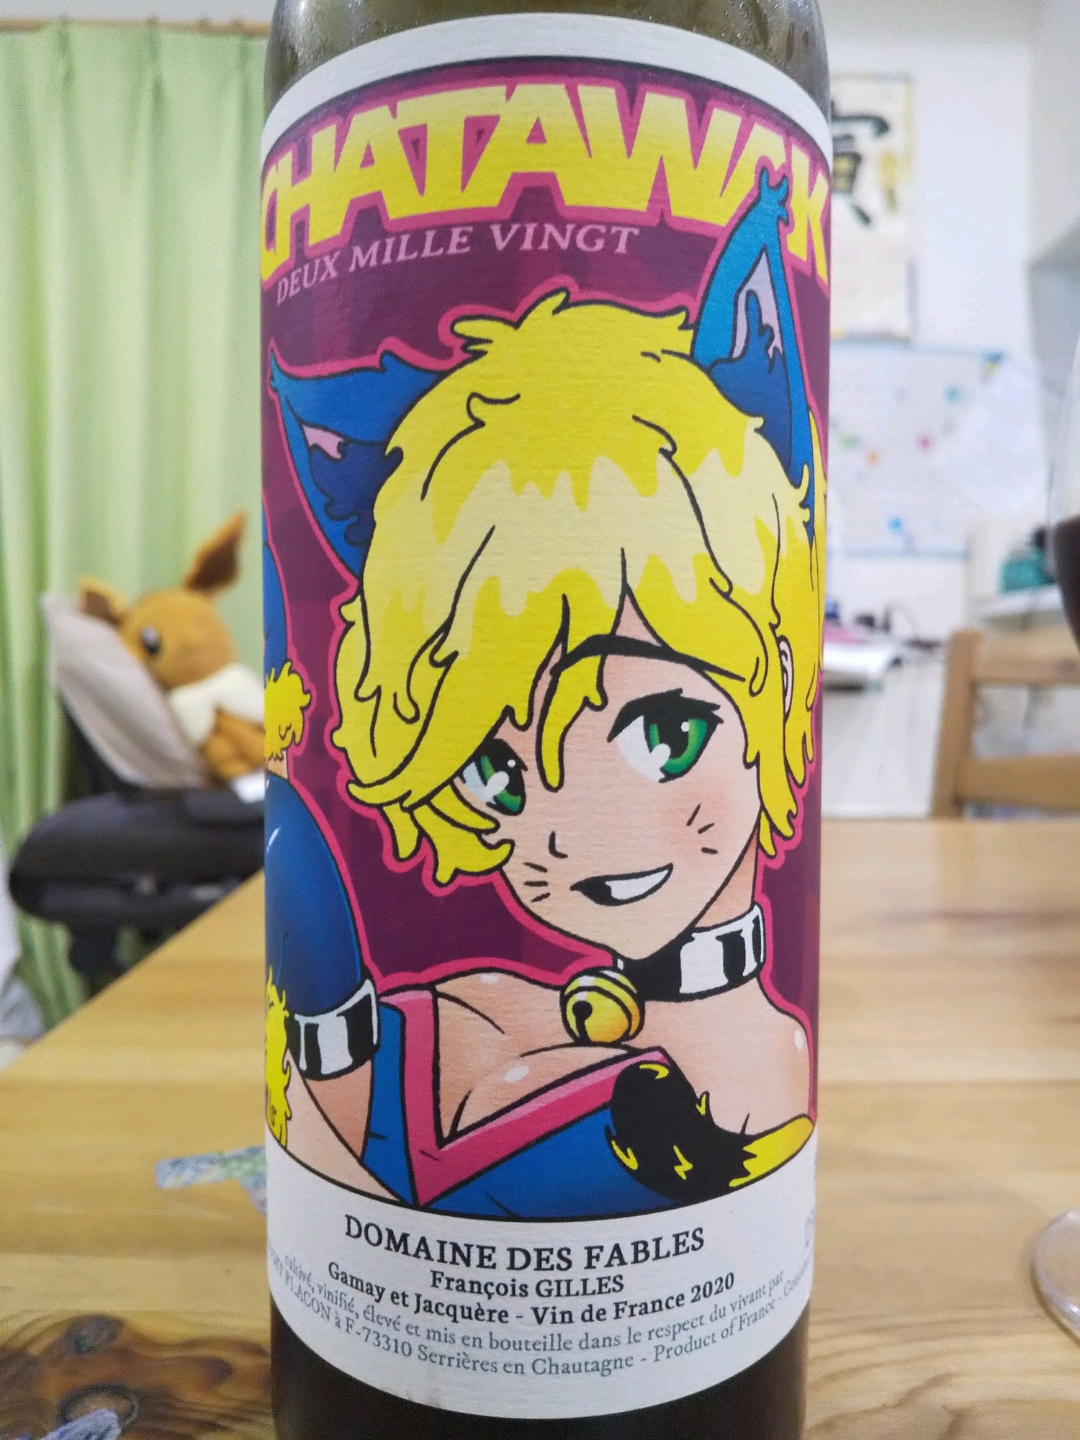 CHATAWAK
DEUX MILLE VINGT
DOMAINE DES FABLES
François GILLES
Gamay et Jacquère - Vin de France 2020
cultivé, vinifié, élevé et mis en bouteille dans le respect du vivant par
FLACON à F-73310 Serrières en Chautagne - Product of France -
寅